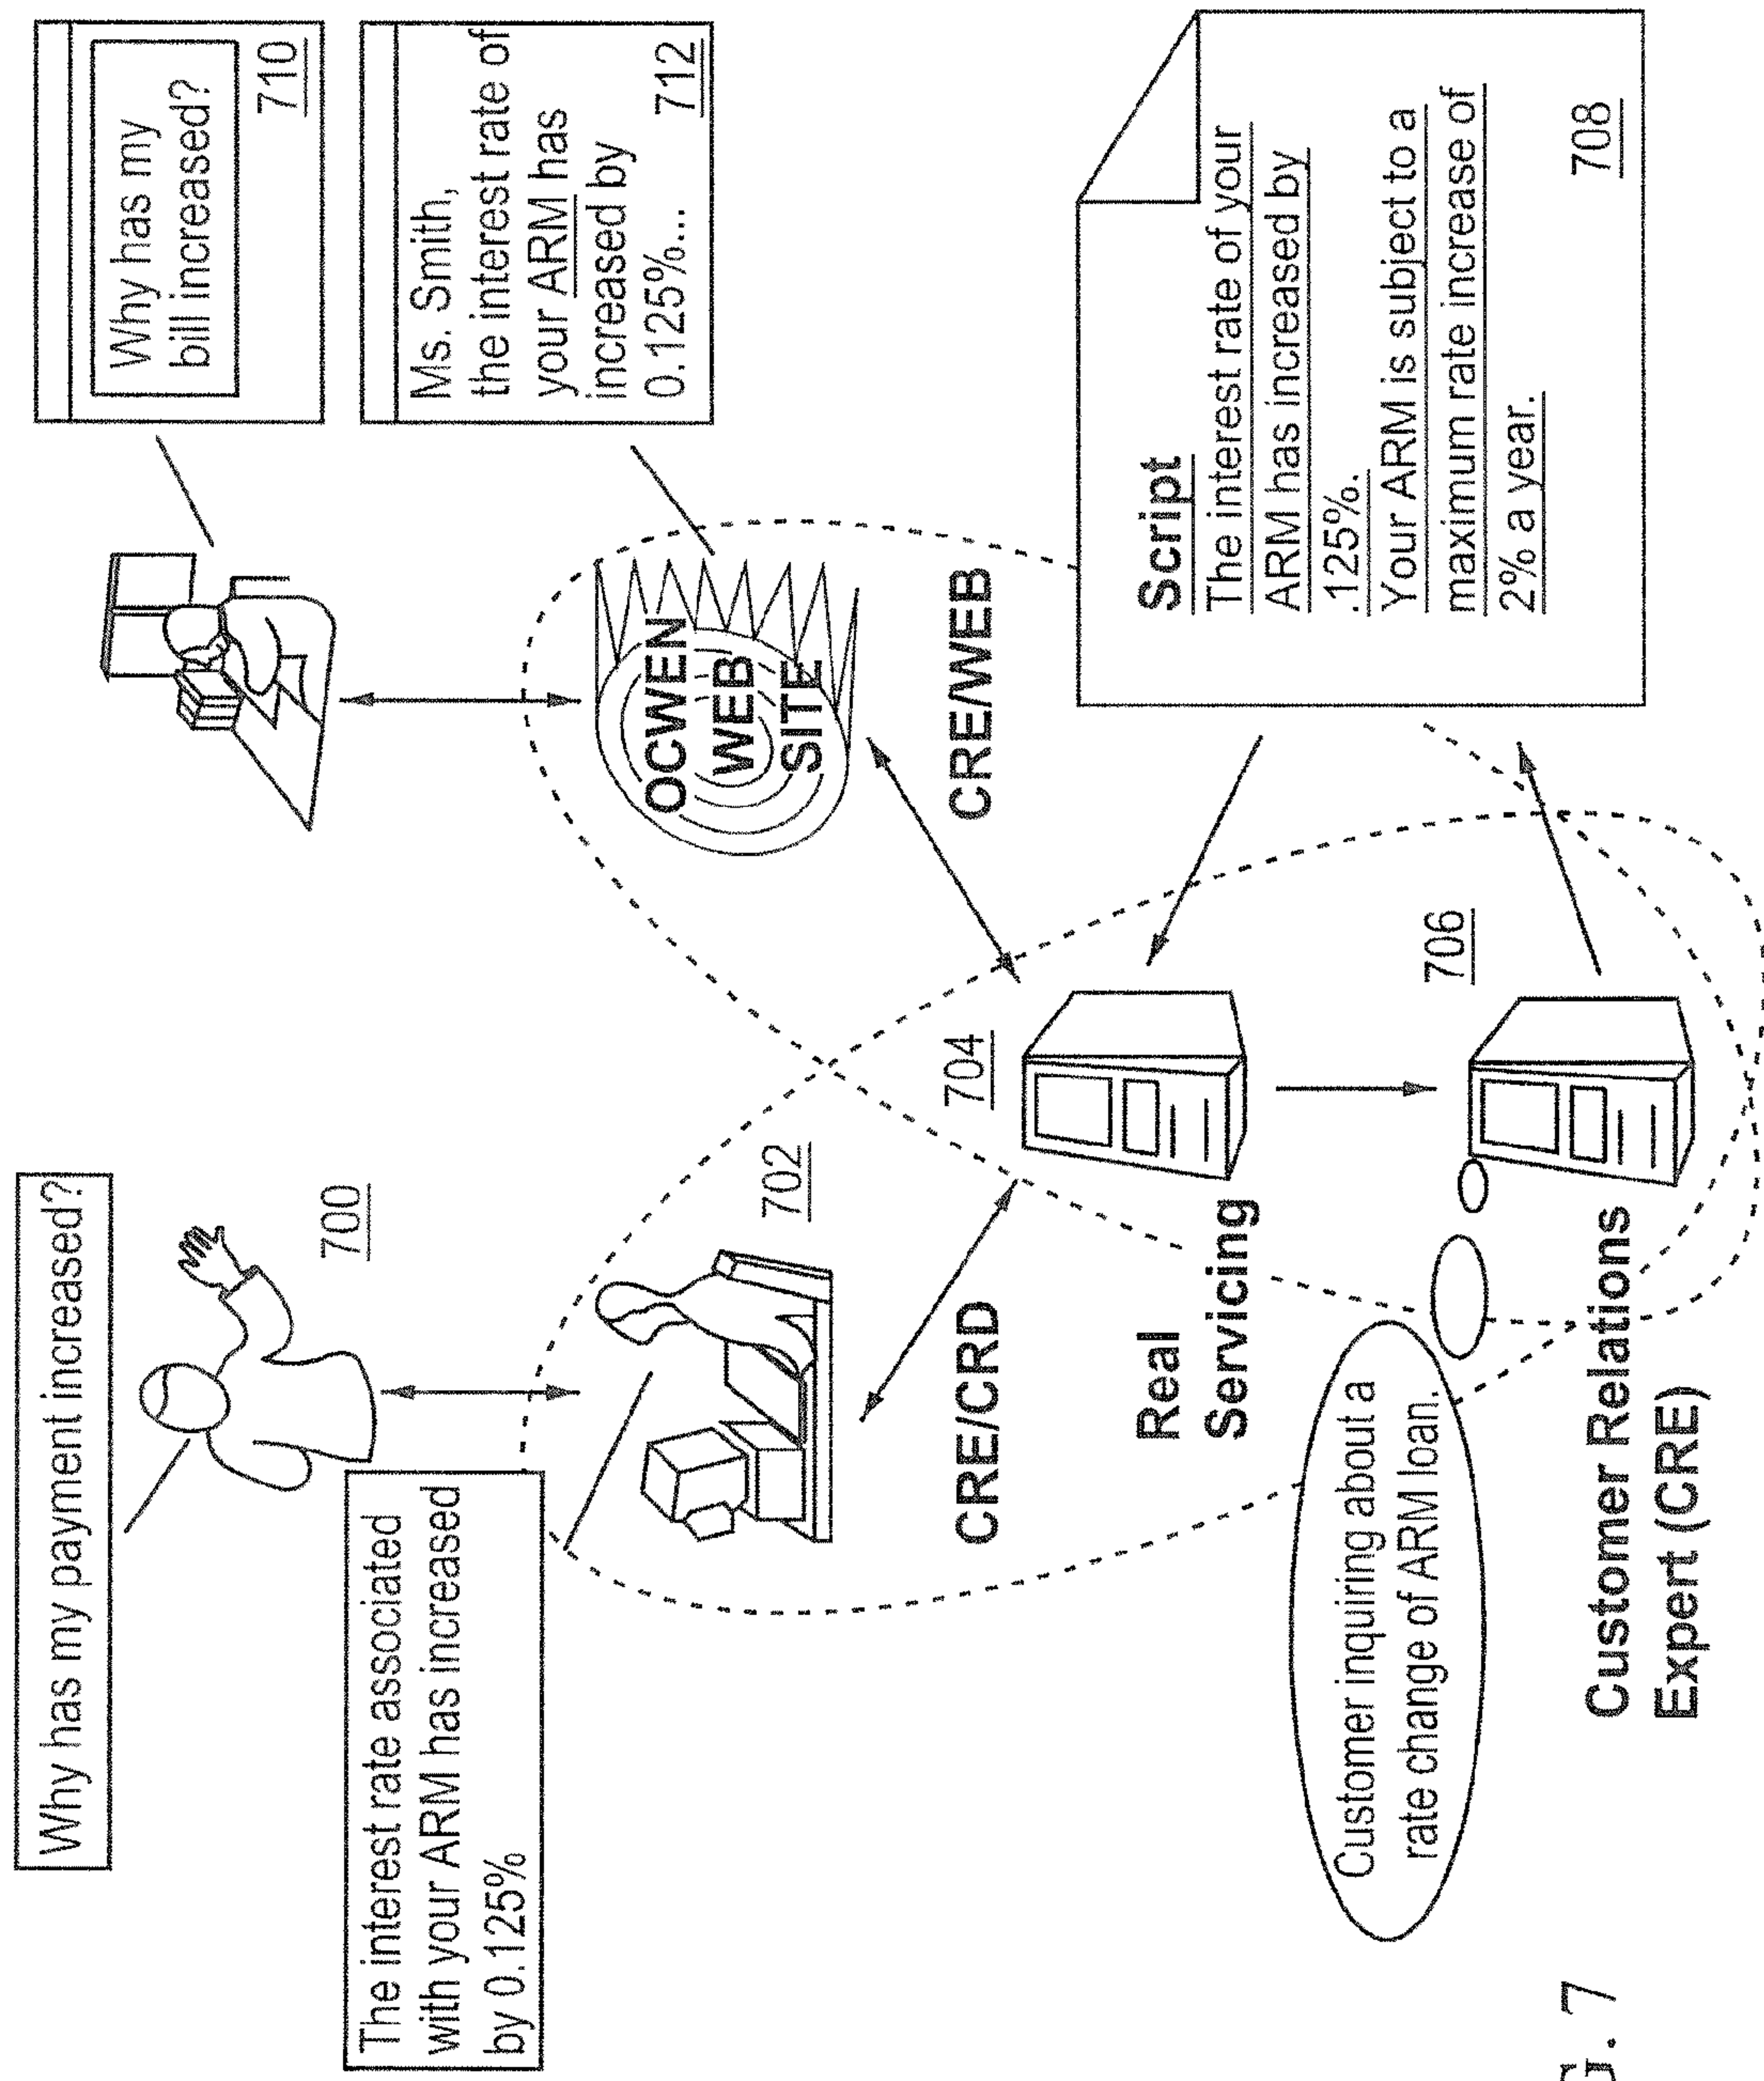 Why has my payment increased?
700
The interest rate associated
with your ARM has increased
by 0.125%
702
CRE/CRD
Why has my
bill increased?
710
Ms. Smith,
the interest rate of
your ARM has
increased by
0.125%...
712
OCWEN
WEB
SITE
CRE/WEB
704
Real
Servicing
706
Customer inquiring about a
rate change of ARM loan.
Customer Relations
Expert (CRE)
Script
The interest rate of your
ARM has increased by
.125%.
Your ARM is subject to a
maximum rate increase of
2% a year.
708
G. 7